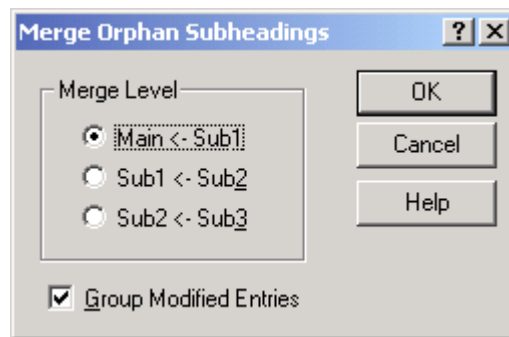 Merge Orphan Subheadings
Merge Level
Main <- Sub1
Sub1 <- Sub2
Sub2 <- Sub3
Group Modified Entries
OK
Cancel
Help